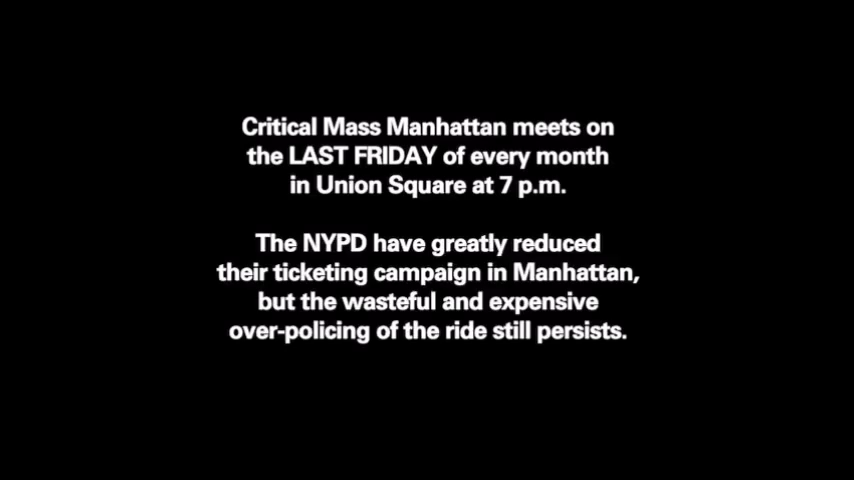 Critical Mass Manhattan meets on
the LAST FRIDAY of every month
in Union Square at 7 p.m.
The NYPD have greatly reduced
their ticketing campaign in Manhattan,
but the wasteful and expensive
over-policing of the ride still persists.